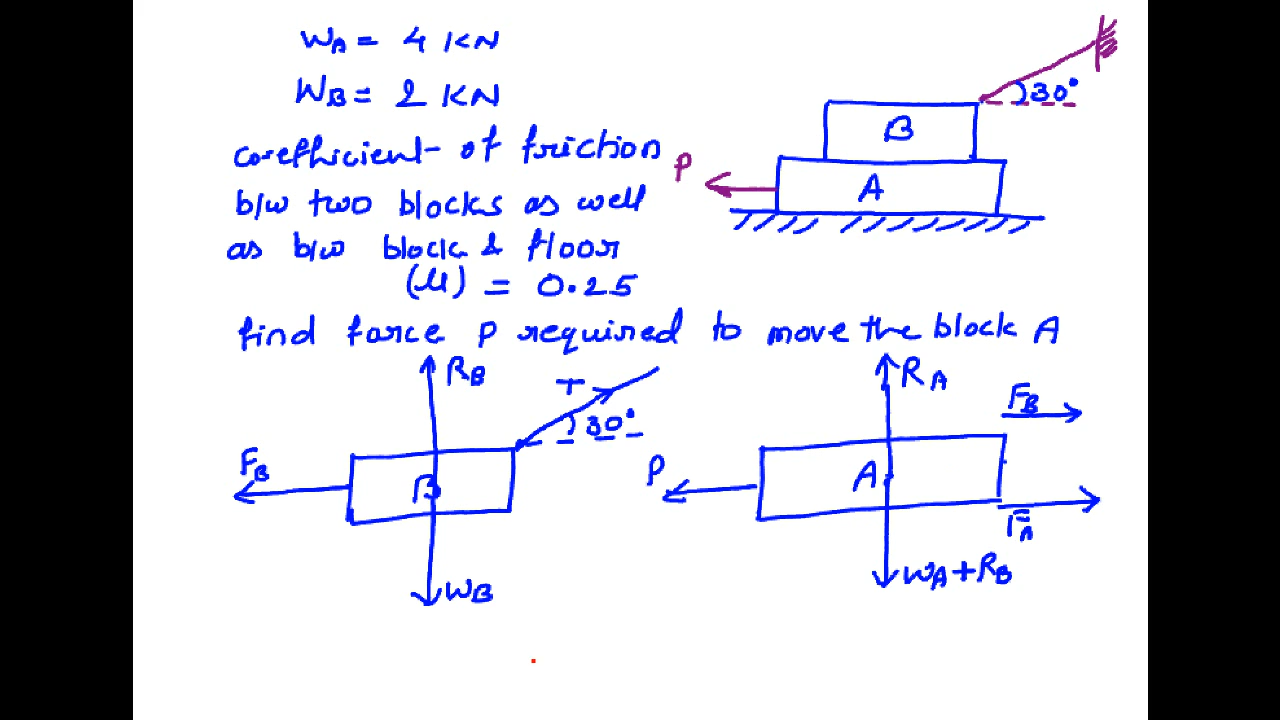 WA = 4 KN
WB = 2 KN
coefficient of friction
b/w two blocks as well
as b/w block & floor
(μ) = 0.25
find force P required to move the block A
30°
B
P
A
RB
T
30°
FB
B
WB
RA
FB
P
A
FA
WA + RB